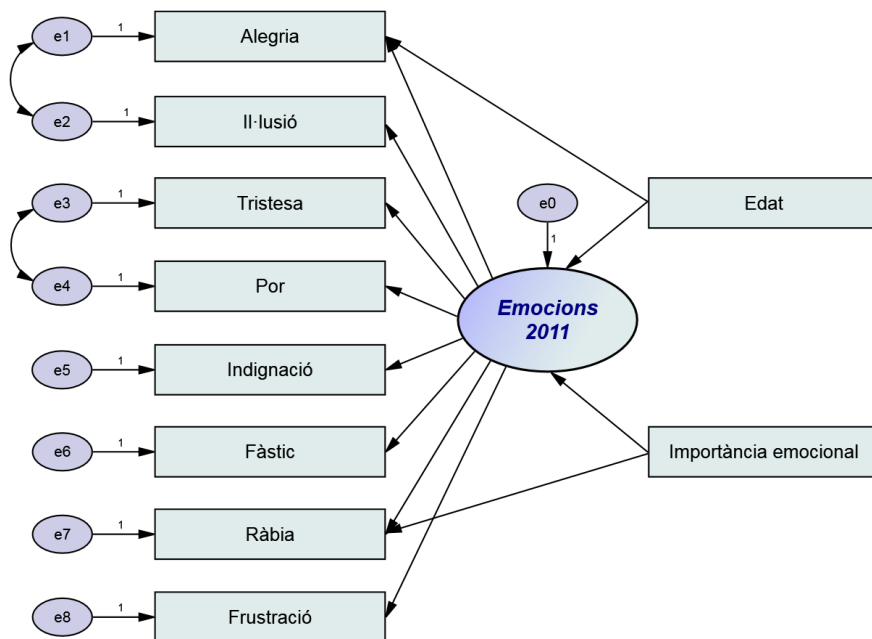 e1
1
Alegria
e2
1
Il·lusió
e3
1
Tristesa
e0
1
Edat
e4
1
Por
Emocions
2011
e5
1
Indignació
e6
1
Fàstic
Importància emocional
e7
1
Ràbia
e8
1
Frustració